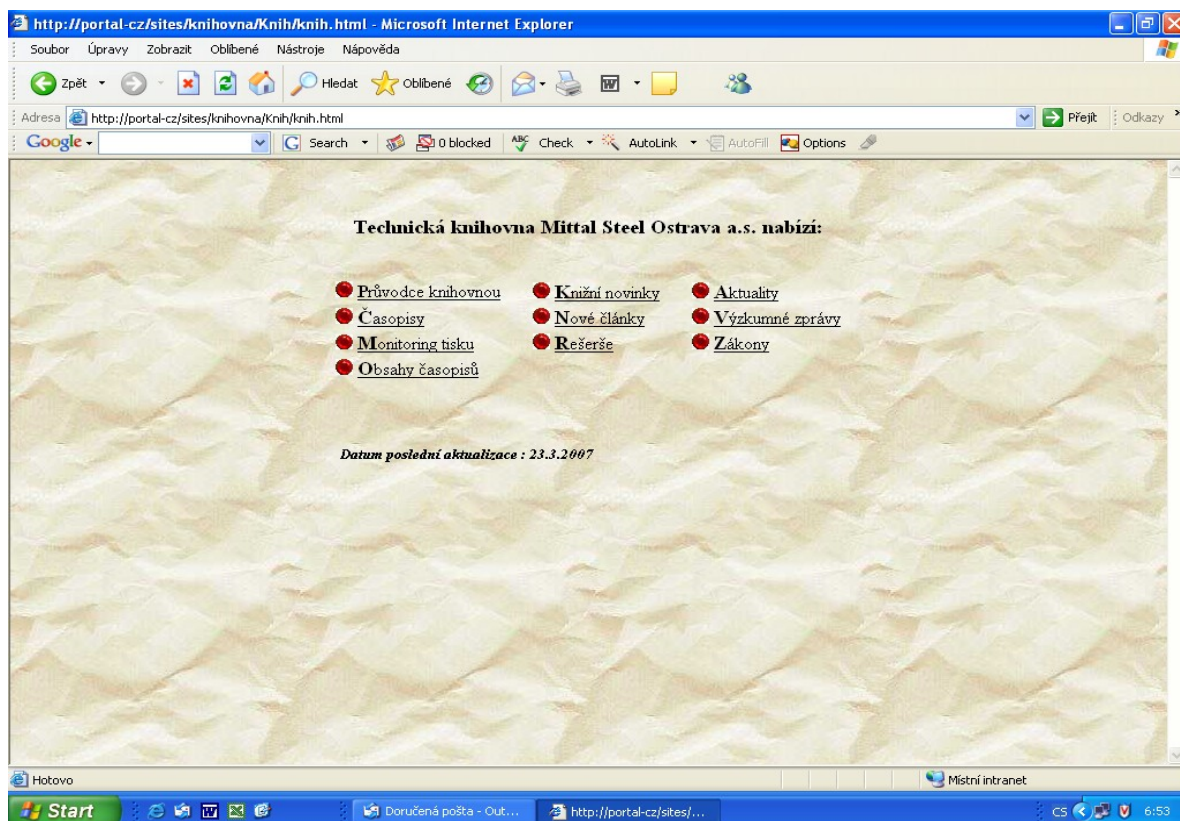 http://portal-cz/sites/knihovna/Knih/knih.html - Microsoft Internet Explorer
Soubor Úpravy Zobrazit Oblíbené Nástroje Nápověda
Zpět Hledat Oblíbené
Adresa http://portal-cz/sites/knihovna/Knih/knih.html Přejít Odkazy »
Google G Search 0 blocked ABC Check AutoLink AutoFill Options
Technická knihovna Mittal Steel Ostrava a.s. nabízí:
Průvodce knihovnou Knižní novinky Aktuality
Časopisy Nové články Výzkumné zprávy
Monitoring tisku Rešerše Zákony
Obsahy časopisů
Datum poslední aktualizace : 23.3.2007
Hotovo Místní intranet
Start Doručená pošta - Out... http://portal-cz/sites/... CS 6:53